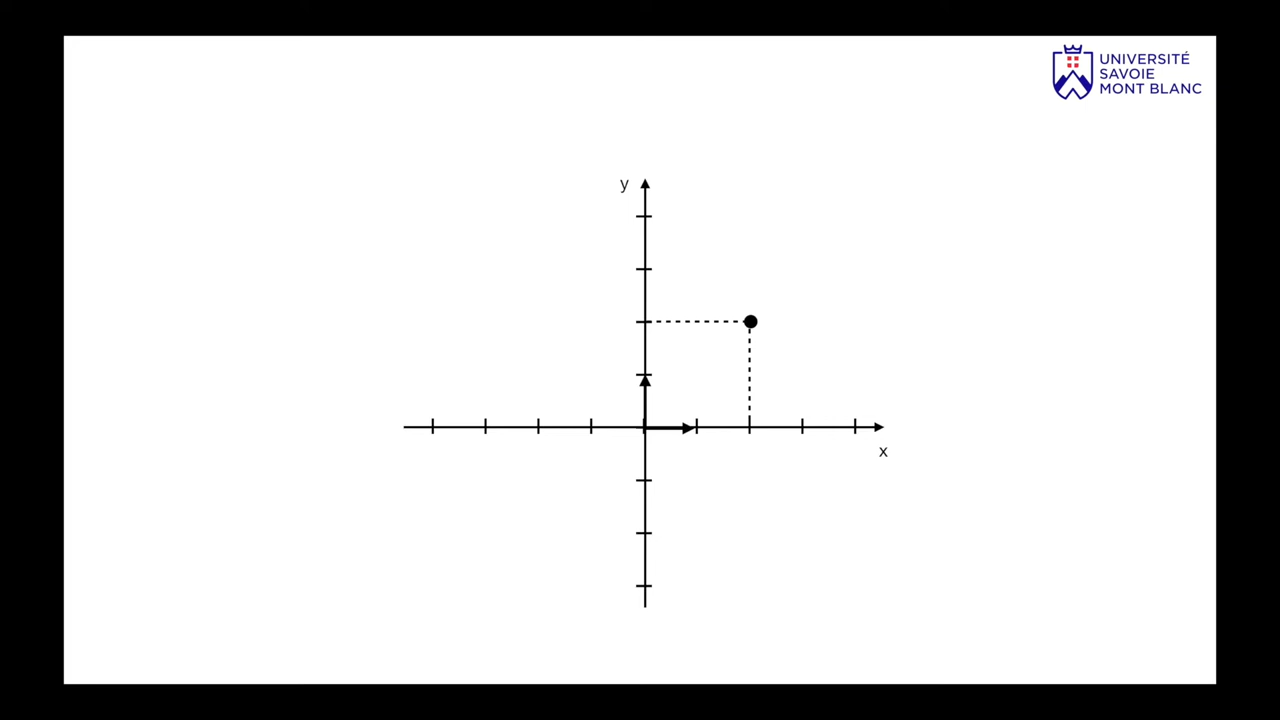 UNIVERSITÉ
SAVOIE
MONT BLANC
y
x